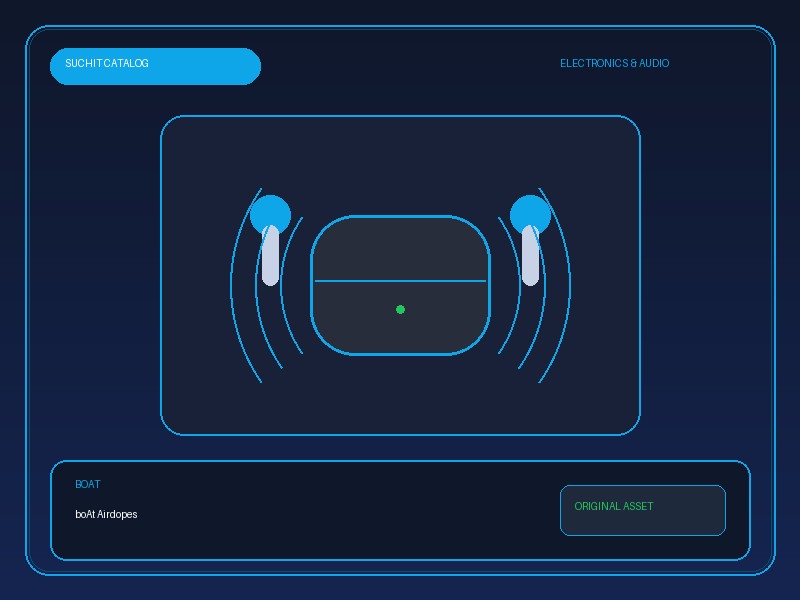 SUCHIT CATALOG
ELECTRONICS & AUDIO
BOAT
boAt Airdopes
ORIGINAL ASSET